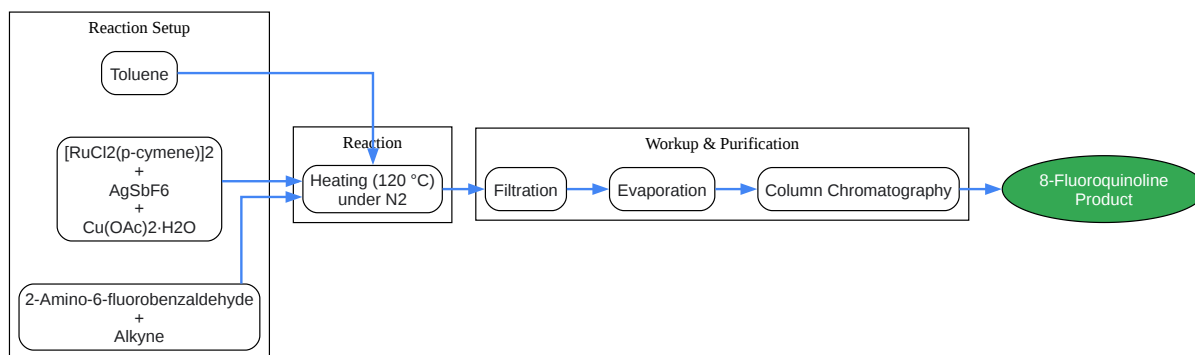 Reaction Setup
Toluene
[RuCl2(p-cymene)]2
+
AgSbF6
+
Cu(OAc)2·H2O
2-Amino-6-fluorobenzaldehyde
+
Alkyne
Reaction
Heating (120 °C)
under N2
Workup & Purification
Filtration
Evaporation
Column Chromatography
8-Fluoroquinoline
Product